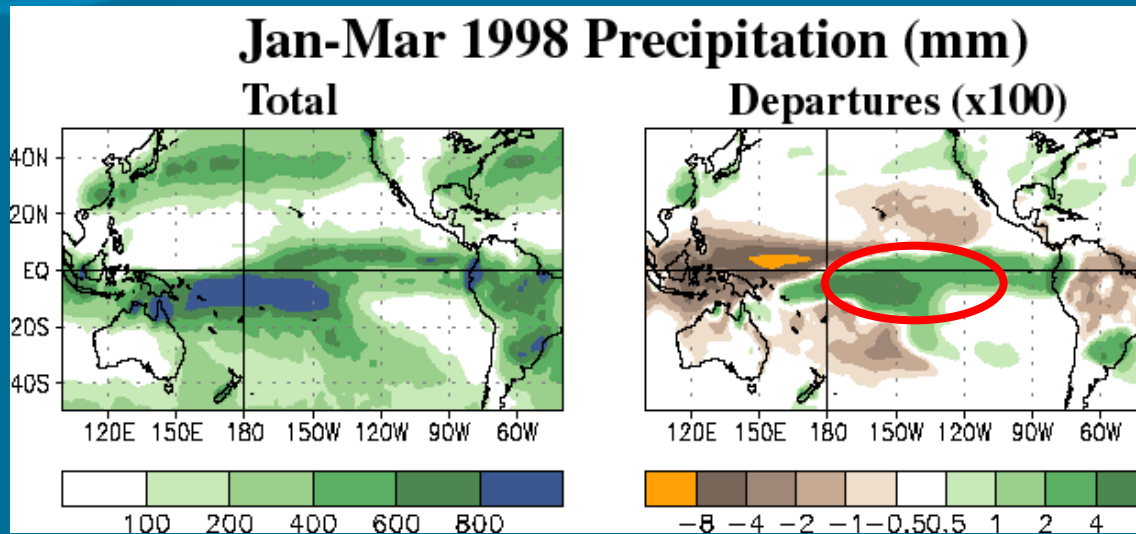 Jan-Mar 1998 Precipitation (mm)
Total
Departures (x100)
40N
20N
EQ
20S
40S
120E 150E 180 150W 120W 90W 60W
120E 150E 180 150W 120W 90W 60W
100 200 400 600 800
-8 -4 -2 -1 -0.5 0.5 1 2 4